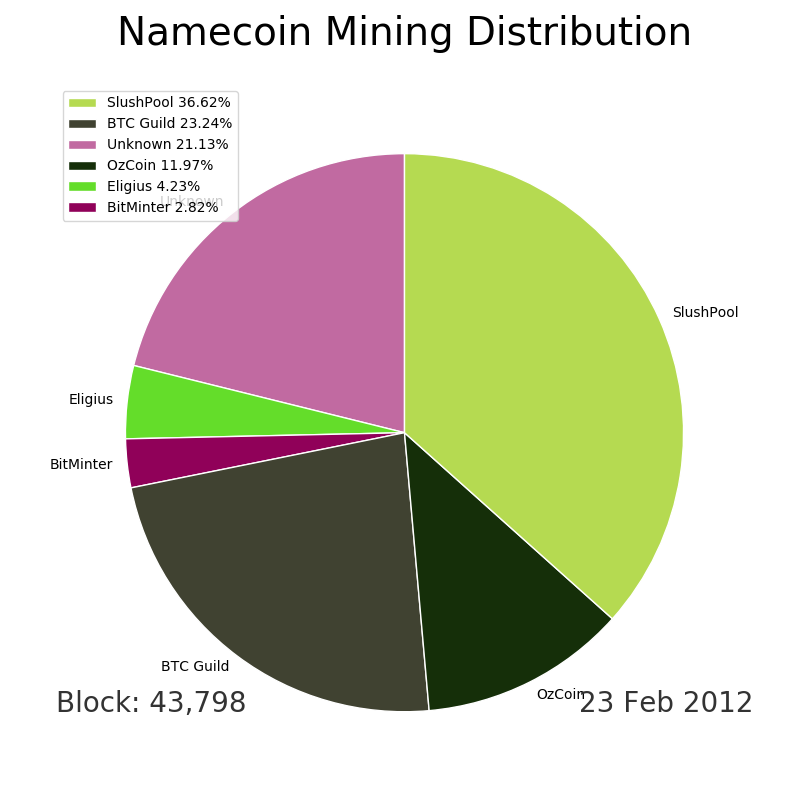 Namecoin Mining Distribution
SlushPool 36.62%
BTC Guild 23.24%
Unknown 21.13%
OzCoin 11.97%
Eligius 4.23%
BitMinter 2.82%
Unknown
SlushPool
Eligius
BitMinter
BTC Guild
OzCoin
Block: 43,798
23 Feb 2012